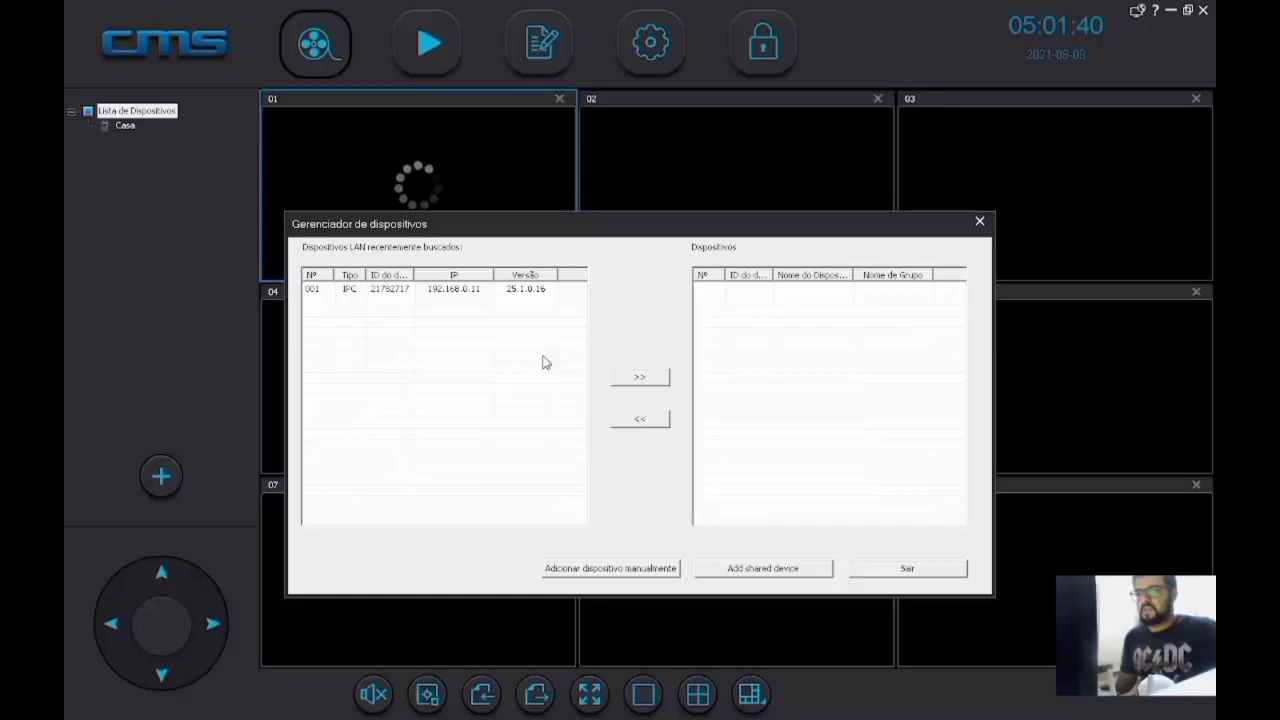 cms
05:01:40
2021-09-09
Lista de Dispositivos
Casa
01
02
03
04
07
Gerenciador de dispositivos
Dispositivos LAN recentemente buscados:
Nº Tipo ID do d... IP Versão
001 IPC 21782717 192.168.0.11 25.1.0.16
>>
<<
Dispositivos
Nº ID do d... Nome do Dispos... Nome de Grupo
Adicionar dispositivo manualmente
Add shared device
Sair
AC DC